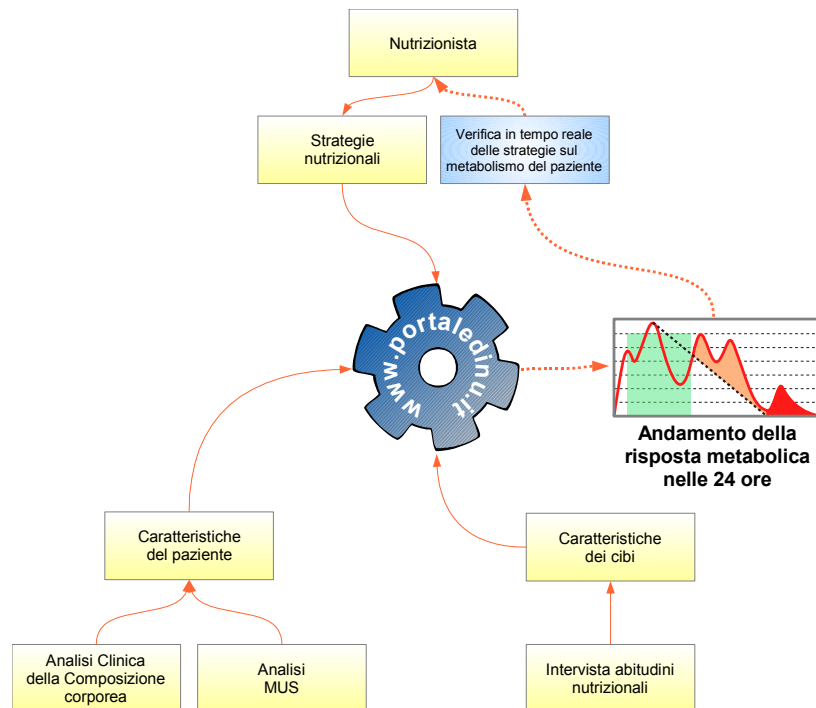 Nutrizionista
Strategie
nutrizionali
Verifica in tempo reale
delle strategie sul
metabolismo del paziente
www.portaledinu.it
Andamento della
risposta metabolica
nelle 24 ore
Caratteristiche
del paziente
Caratteristiche
dei cibi
Analisi Clinica
della Composizione
corporea
Analisi
MUS
Intervista abitudini
nutrizionali